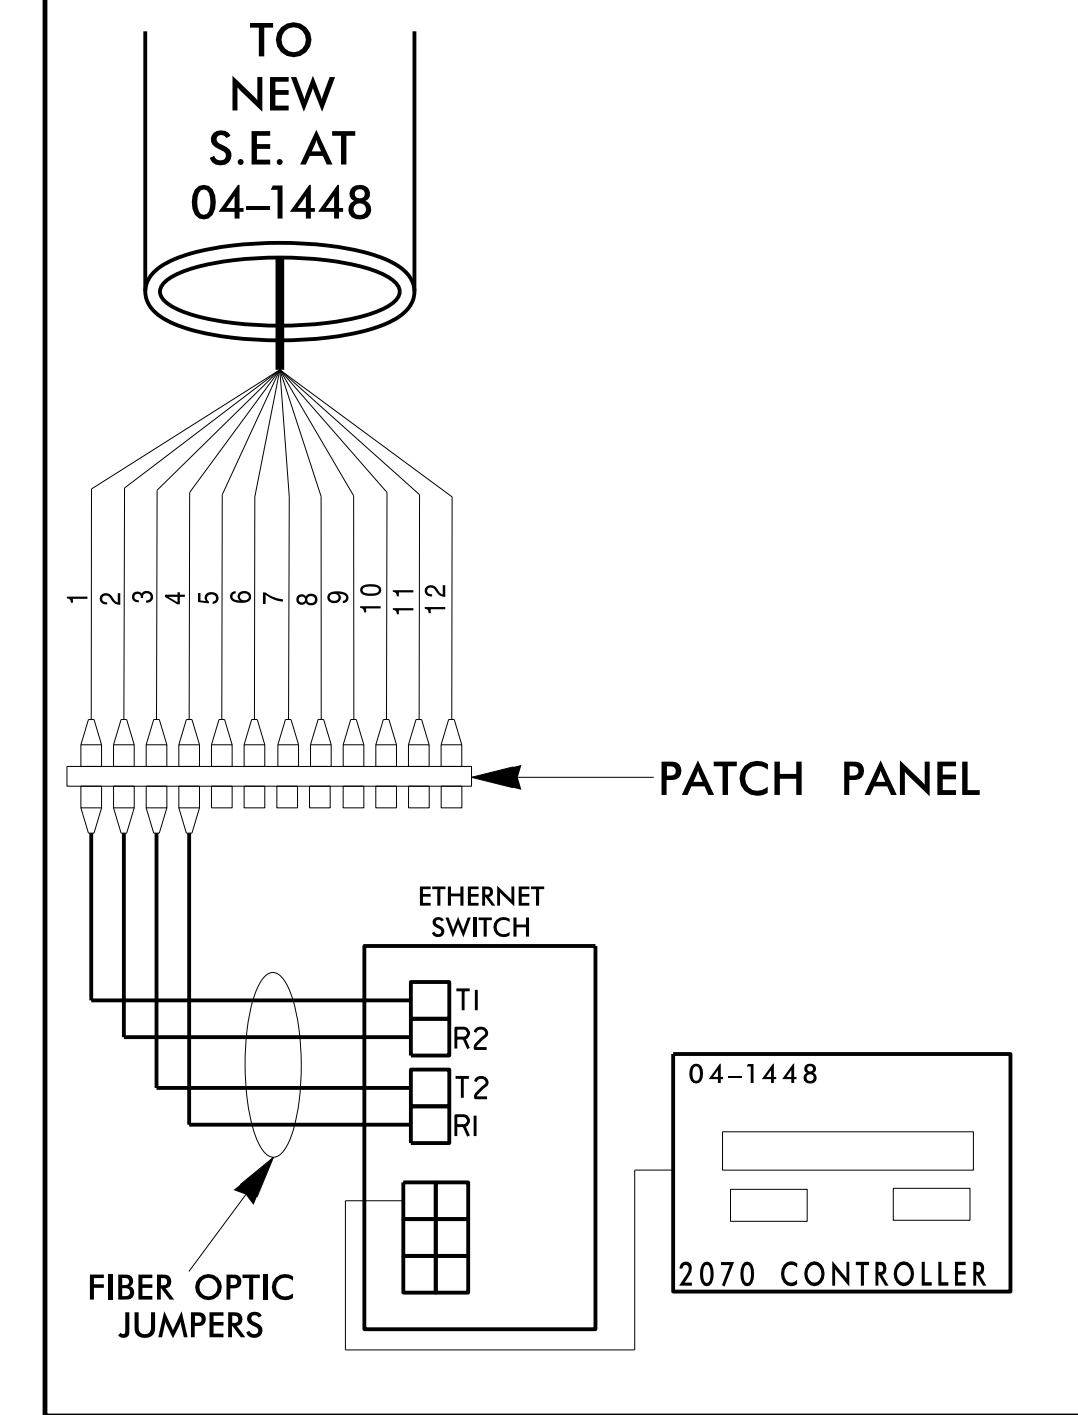 TO
NEW
S.E. AT
04-1448
1 2 3 4 5 6 7 8 9 10 11 12
PATCH PANEL
ETHERNET
SWITCH
T1
R2
T2
R1
04-1448
2070 CONTROLLER
FIBER OPTIC
JUMPERS